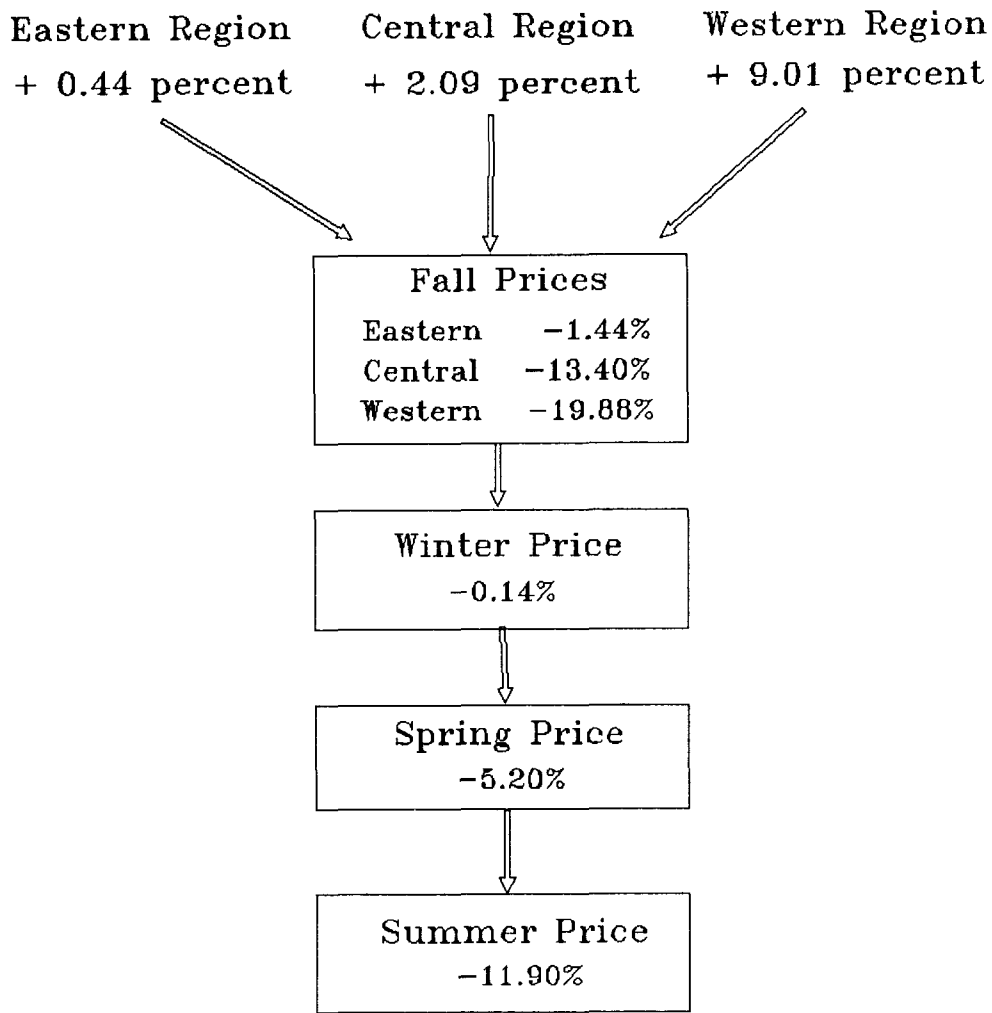 Eastern Region
+ 0.44 percent
Central Region
+ 2.09 percent
Western Region
+ 9.01 percent
Fall Prices
Eastern −1.44%
Central −13.40%
Western −19.88%
Winter Price
−0.14%
Spring Price
−5.20%
Summer Price
−11.90%